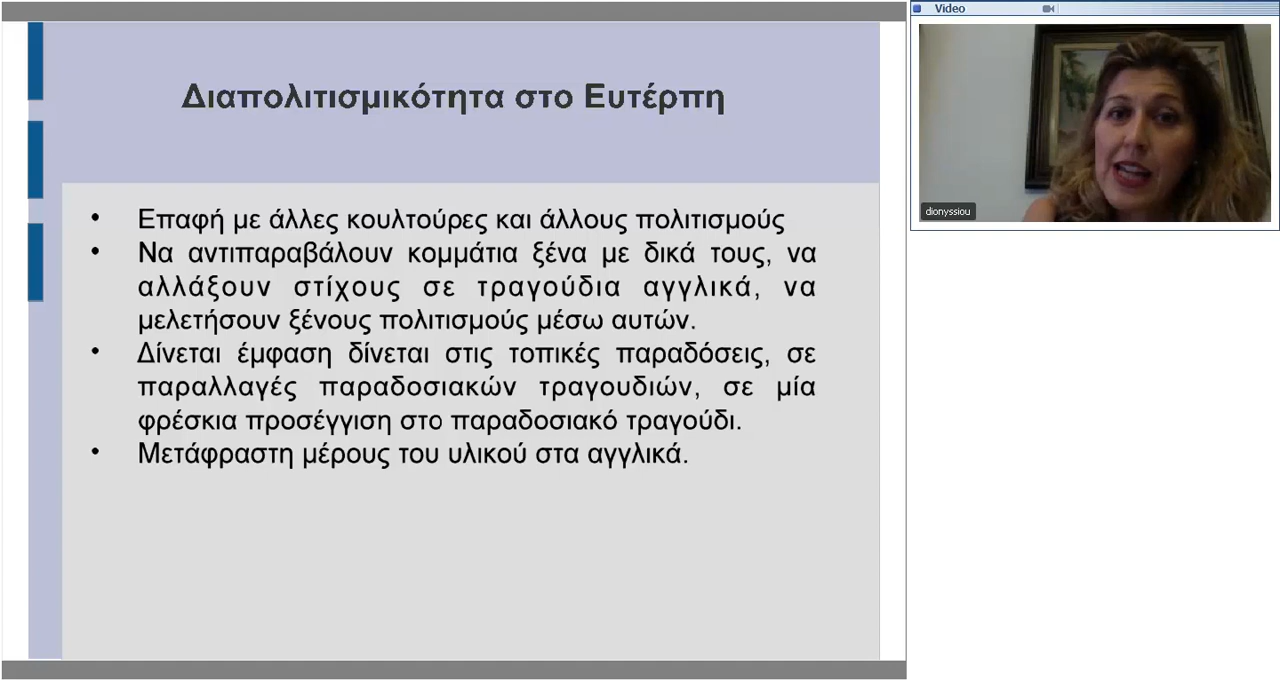 Διαπολιτισμικότητα στο Ευτέρπη
• Επαφή με άλλες κουλτούρες και άλλους πολιτισμούς
• Να αντιπαραβάλουν κομμάτια ξένα με δικά τους, να
αλλάξουν στίχους σε τραγούδια αγγλικά, να
μελετήσουν ξένους πολιτισμούς μέσω αυτών.
• Δίνεται έμφαση δίνεται στις τοπικές παραδόσεις, σε
παραλλαγές παραδοσιακών τραγουδιών, σε μία
φρέσκια προσέγγιση στο παραδοσιακό τραγούδι.
• Μετάφραστη μέρους του υλικού στα αγγλικά.
Video
dionyssiou